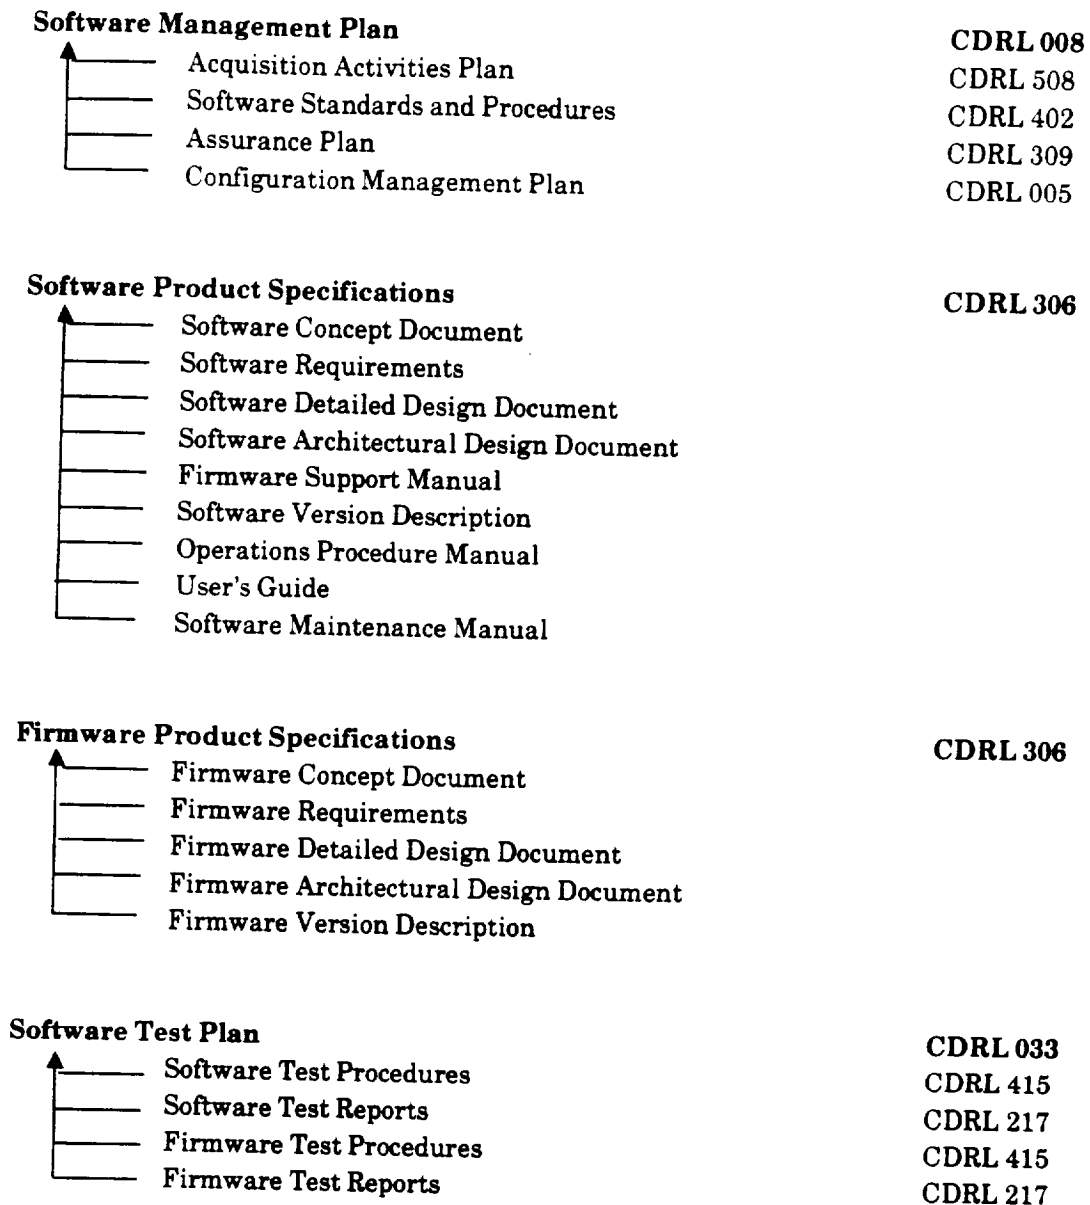 Software Management Plan CDRL 008
Acquisition Activities Plan CDRL 508
Software Standards and Procedures CDRL 402
Assurance Plan CDRL 309
Configuration Management Plan CDRL 005
Software Product Specifications CDRL 306
Software Concept Document
Software Requirements
Software Detailed Design Document
Software Architectural Design Document
Firmware Support Manual
Software Version Description
Operations Procedure Manual
User's Guide
Software Maintenance Manual
Firmware Product Specifications CDRL 306
Firmware Concept Document
Firmware Requirements
Firmware Detailed Design Document
Firmware Architectural Design Document
Firmware Version Description
Software Test Plan CDRL 033
Software Test Procedures CDRL 415
Software Test Reports CDRL 217
Firmware Test Procedures CDRL 415
Firmware Test Reports CDRL 217